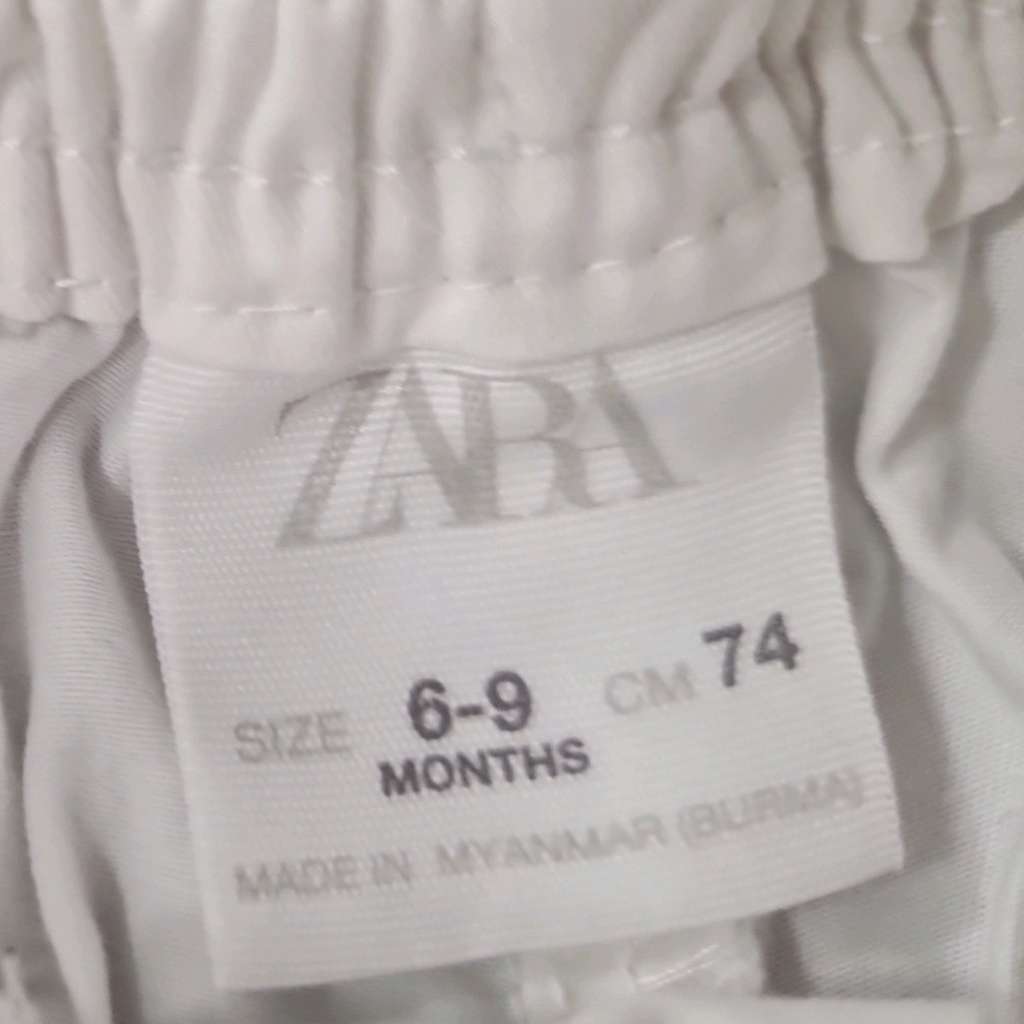 ZARA
SIZE 6-9 CM 74
MONTHS
MADE IN MYANMAR (BURMA)